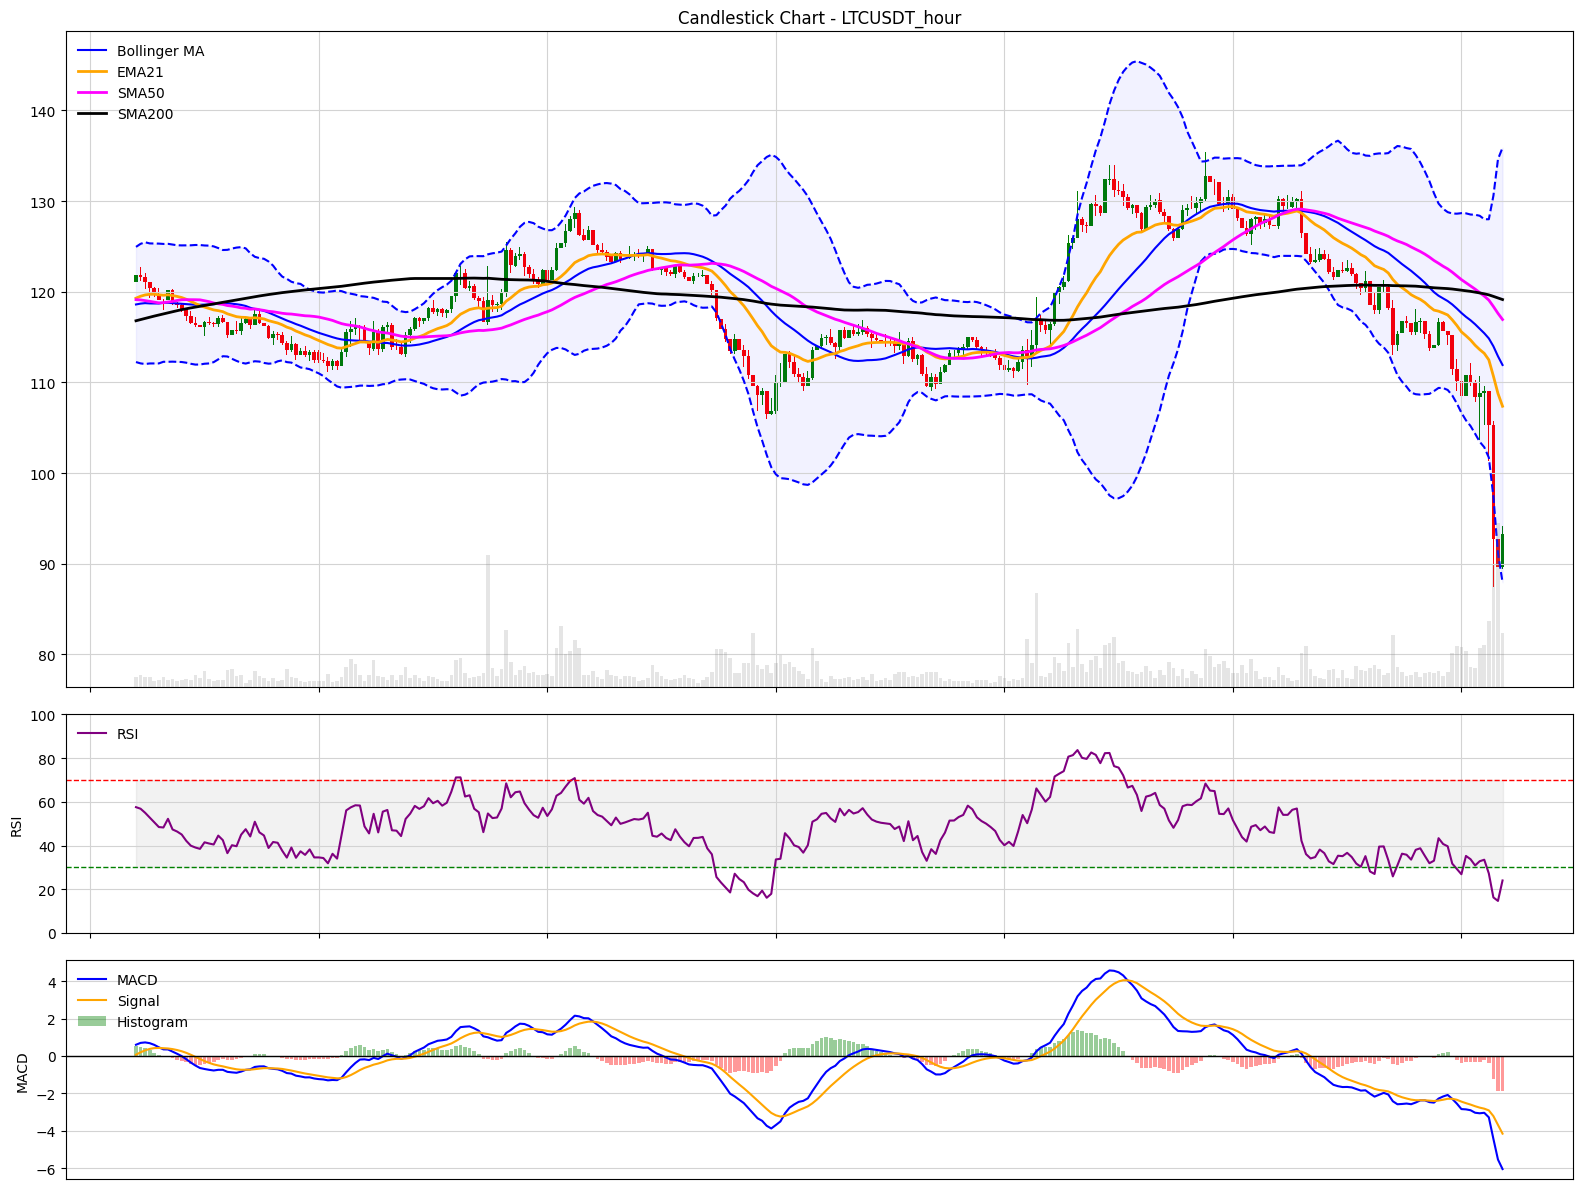 Candlestick Chart - LTCUSDT_hour
Bollinger MA
EMA21
SMA50
SMA200
140
130
120
110
100
90
80
100
80
60
40
20
0
RSI
RSI
4
2
0
−2
−4
−6
MACD
MACD
Signal
Histogram